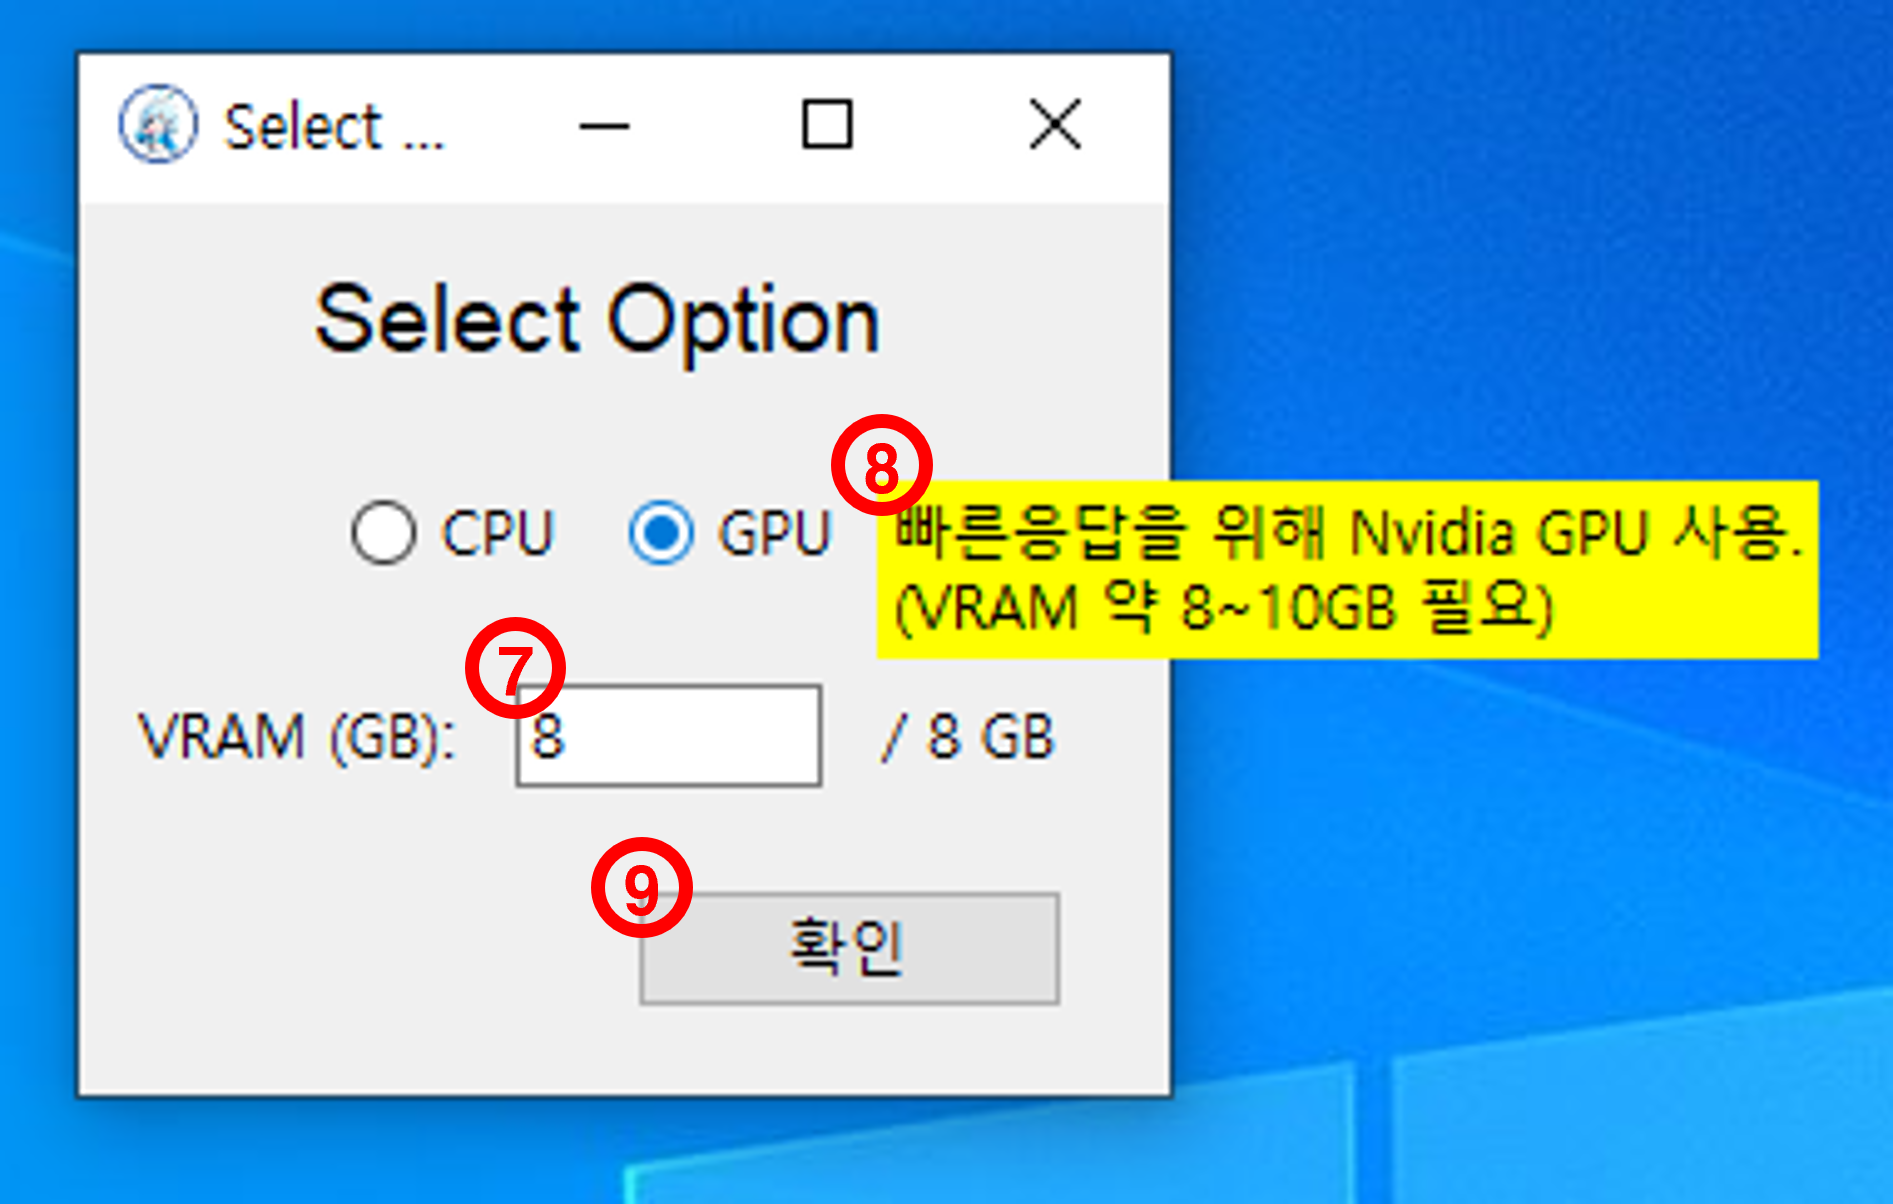 Select ...
Select Option
8
CPU
GPU
빠른응답을 위해 Nvidia GPU 사용.
(VRAM 약 8~10GB 필요)
7
VRAM (GB):
8
/ 8 GB
9
확인